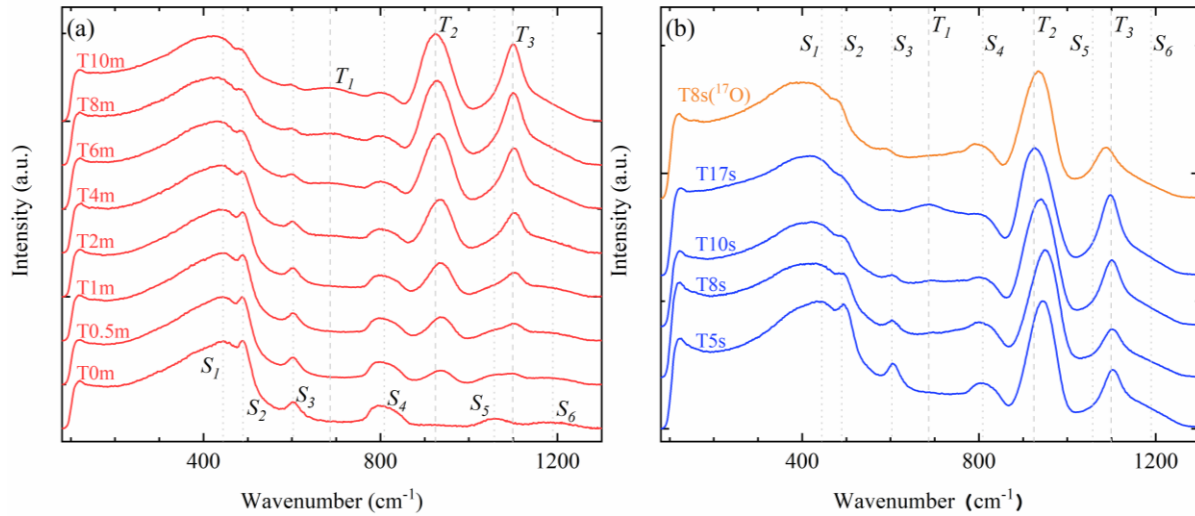 (a)
T₂
T₃
T10m
T₁
T8m
T6m
T4m
T2m
T1m
T0.5m
T0m
S₁
S₂
S₃
S₄
S₅
S₆
400
800
1200
Wavenumber (cm⁻¹)
Intensity (a.u.)
(b)
S₁
S₂
S₃
T₁
S₄
T₂
S₅
T₃
S₆
T8s(¹⁷O)
T17s
T10s
T8s
T5s
400
800
1200
Wavenumber (cm⁻¹)
Intensity (a.u.)